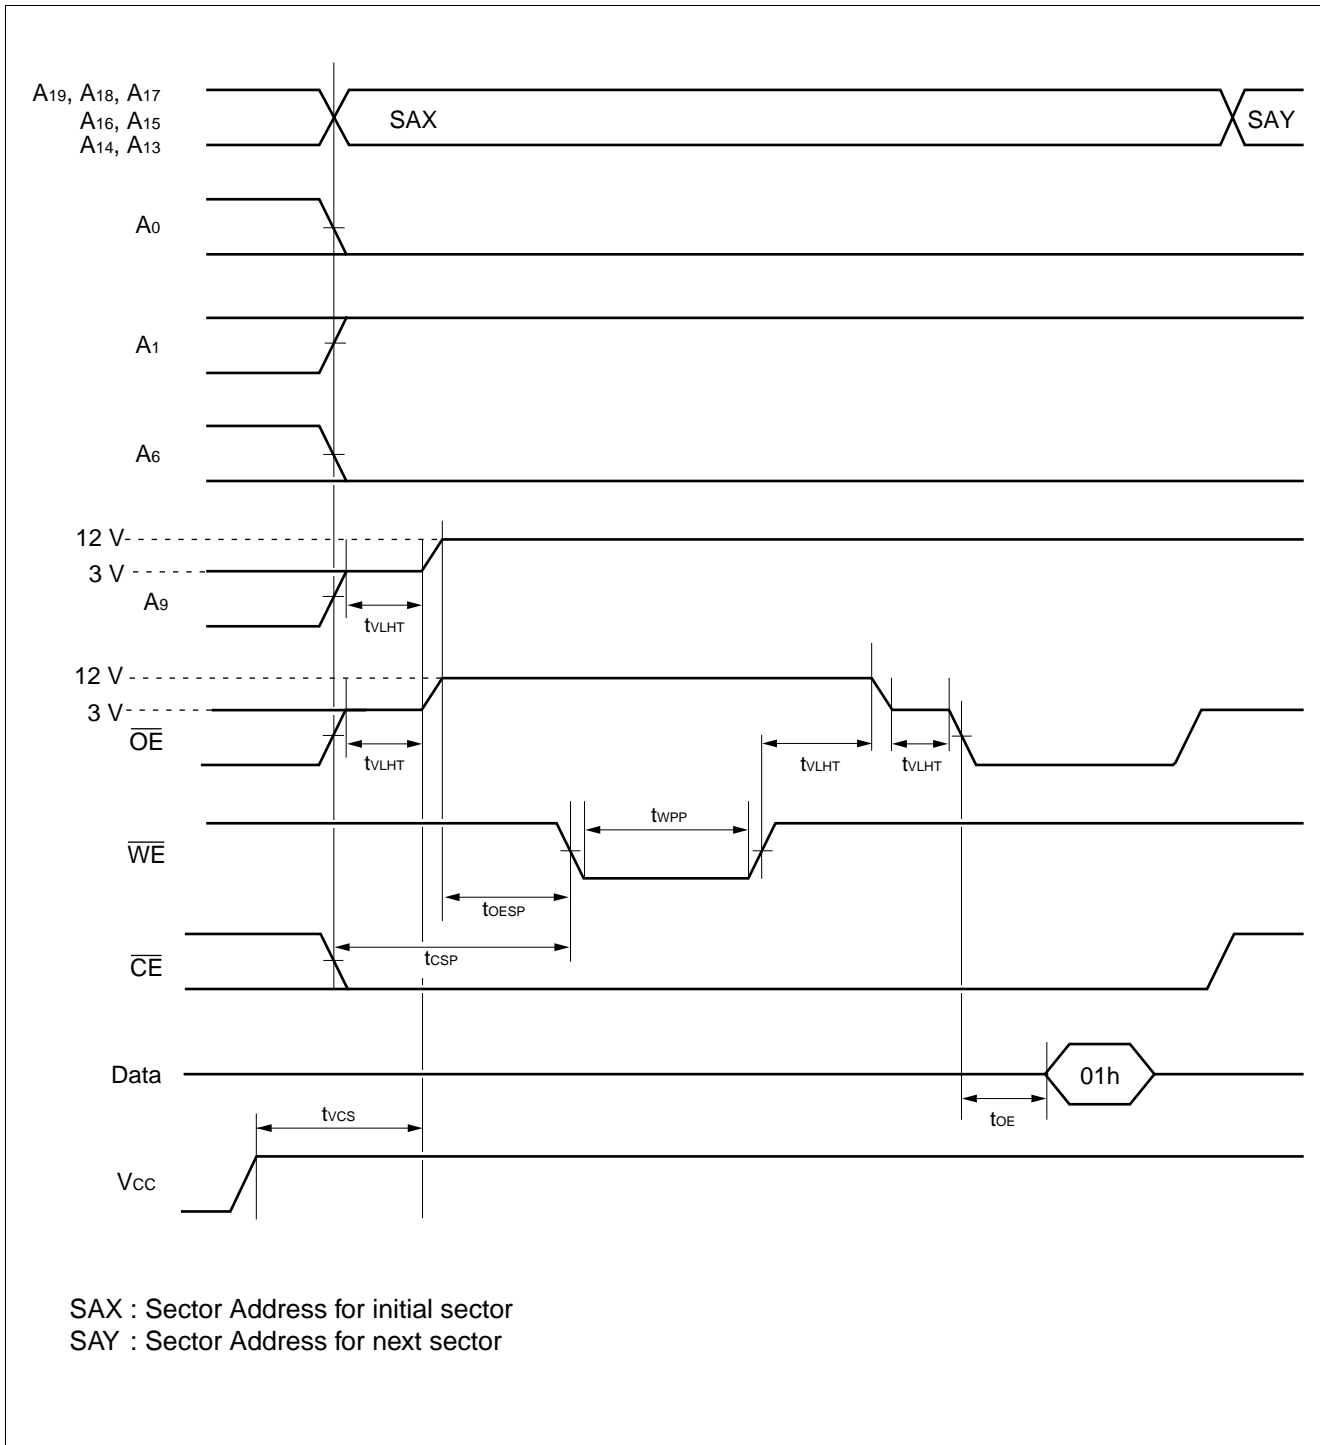 A19, A18, A17
A16, A15
A14, A13
SAX
SAY
A0
A1
A6
12 V
3 V
A9
tVLHT
12 V
3 V
OE
tVLHT
tVLHT
tVLHT
tWPP
WE
tOESP
tCSP
CE
Data
01h
tOE
tVCS
VCC
SAX : Sector Address for initial sector
SAY : Sector Address for next sector